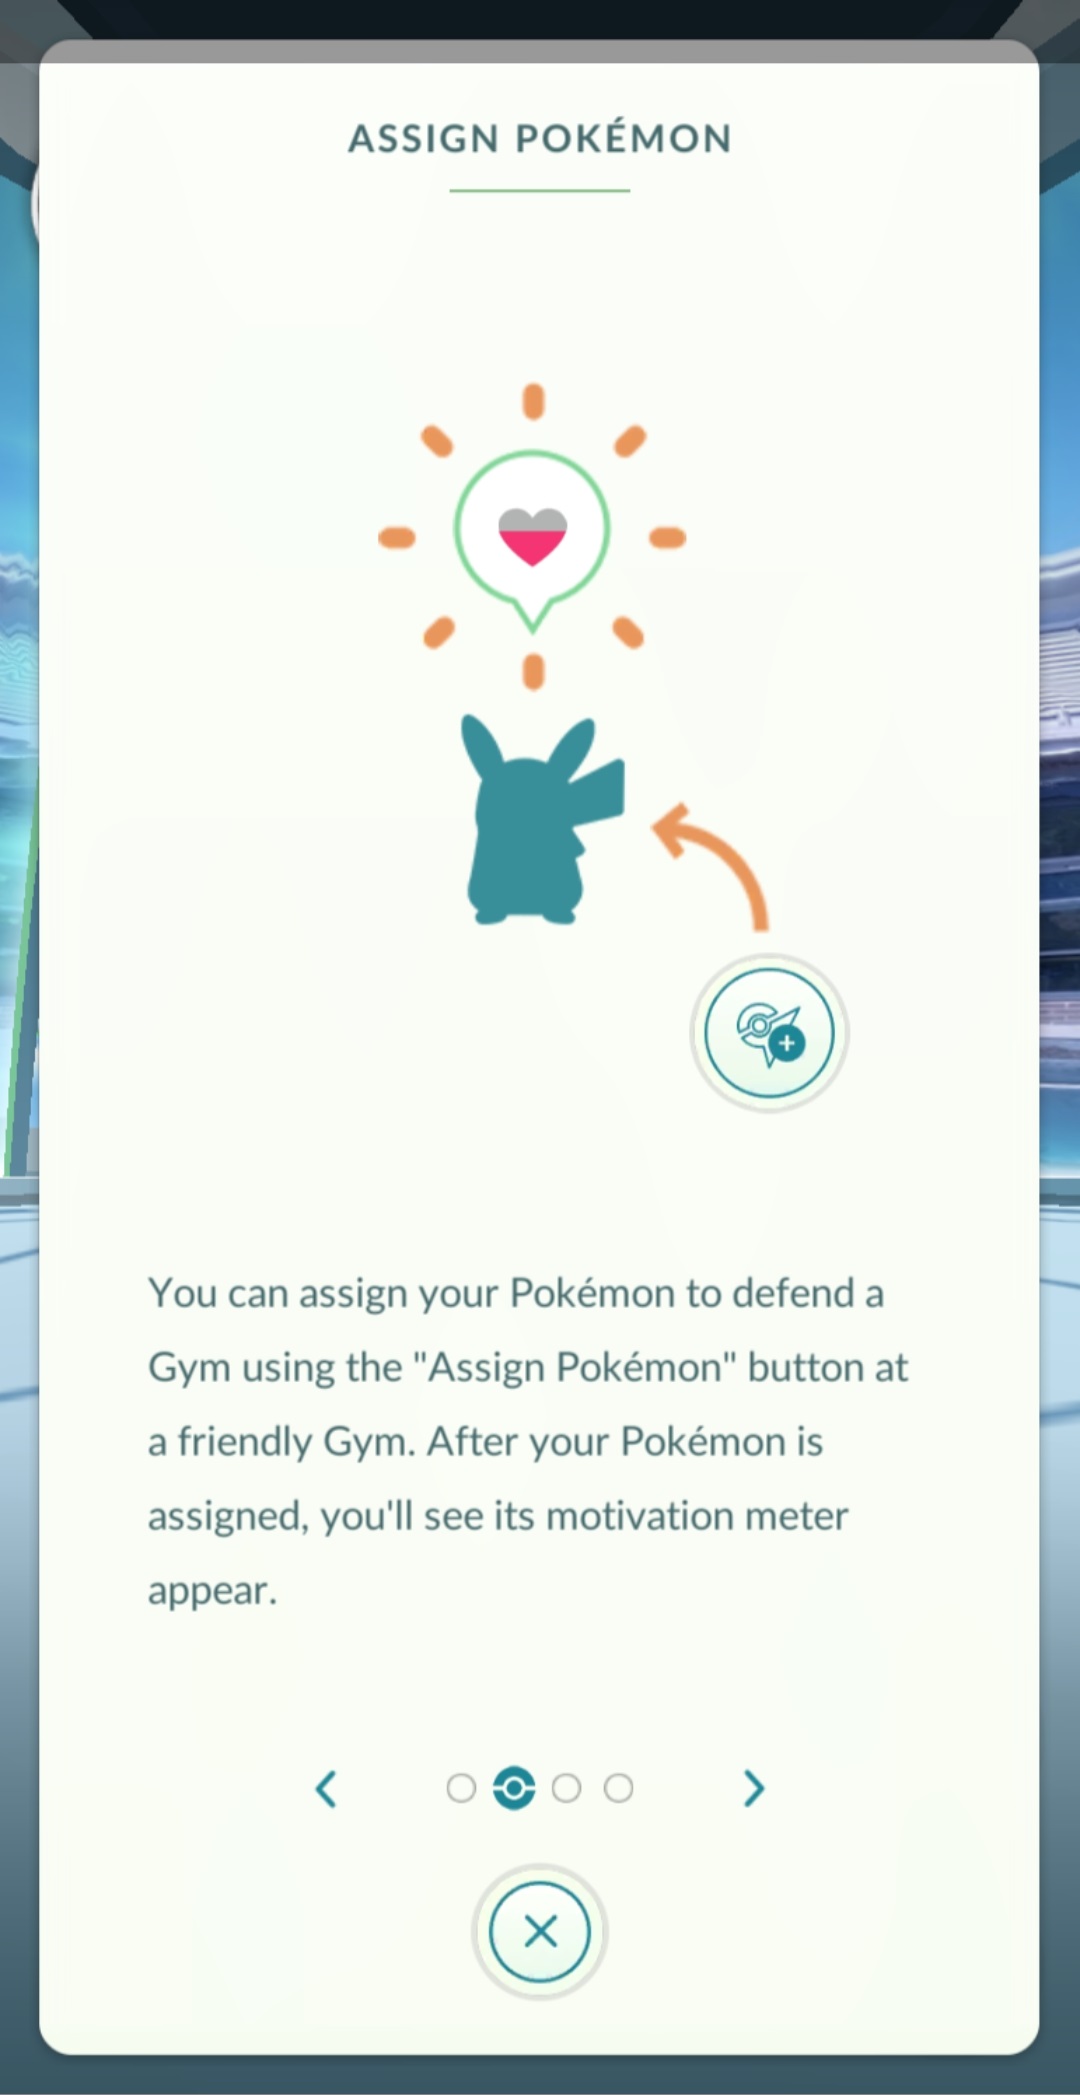 ASSIGN POKÉMON
You can assign your Pokémon to defend a
Gym using the "Assign Pokémon" button at
a friendly Gym. After your Pokémon is
assigned, you'll see its motivation meter
appear.